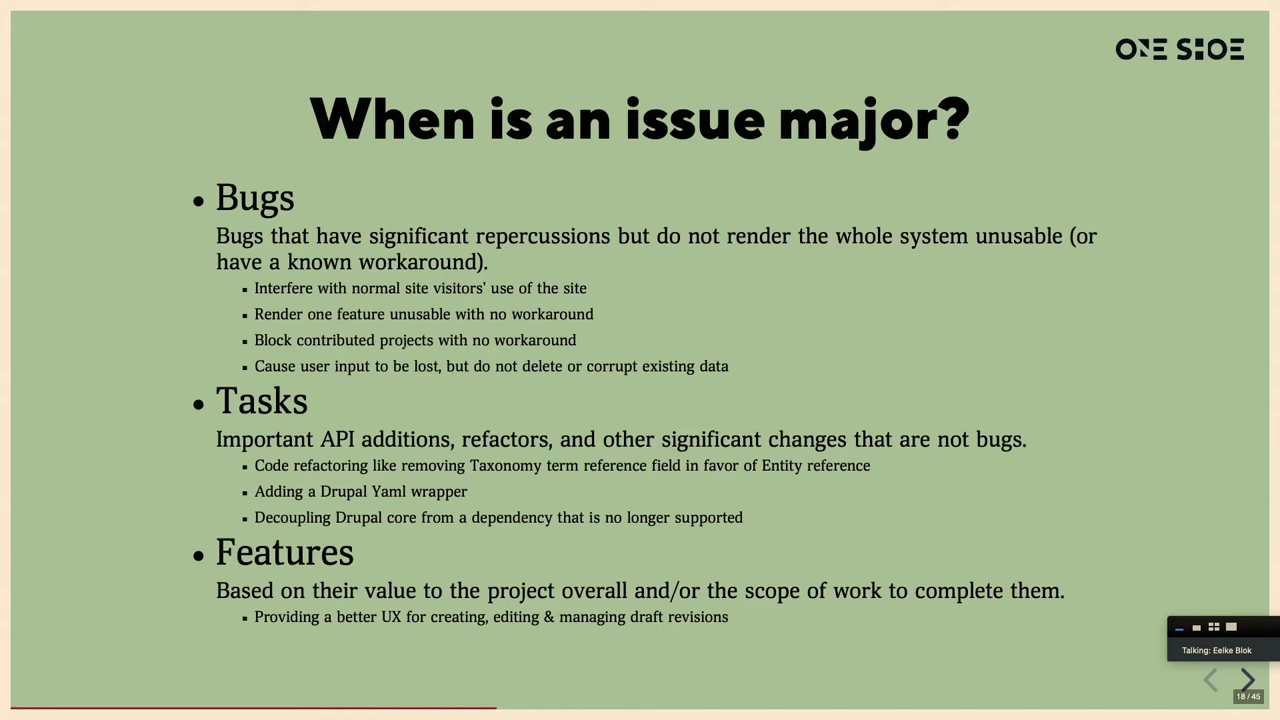 ONE SHOE
When is an issue major?
• Bugs
Bugs that have significant repercussions but do not render the whole system unusable (or
have a known workaround).
▪ Interfere with normal site visitors' use of the site
▪ Render one feature unusable with no workaround
▪ Block contributed projects with no workaround
▪ Cause user input to be lost, but do not delete or corrupt existing data
• Tasks
Important API additions, refactors, and other significant changes that are not bugs.
▪ Code refactoring like removing Taxonomy term reference field in favor of Entity reference
▪ Adding a Drupal Yaml wrapper
▪ Decoupling Drupal core from a dependency that is no longer supported
• Features
Based on their value to the project overall and/or the scope of work to complete them.
▪ Providing a better UX for creating, editing & managing draft revisions
Talking: Eelke Blok
18 / 45